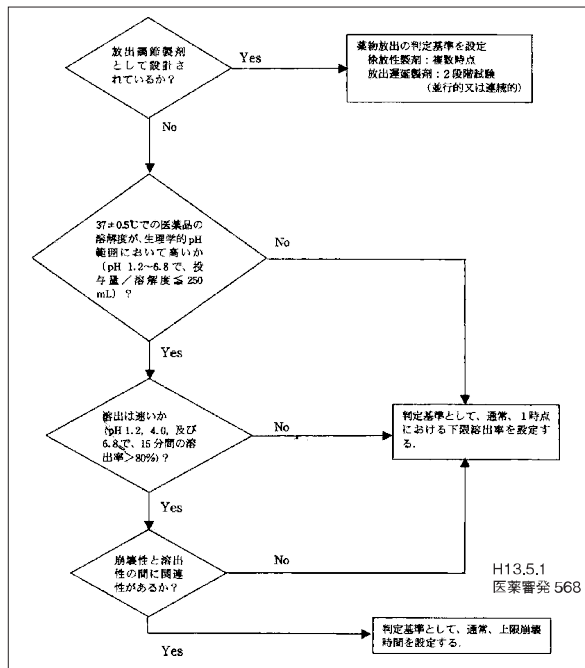 放出調節製剤
として設計さ
れているか？
Yes
薬物放出の判定基準を設定
徐放性製剤：複数時点
放出遅延製剤：２段階試験
（並行的又は連続的）
No
37±0.5℃での医薬品の
溶解度が、生理学的pH
範囲において高いか
（pH 1.2～6.8で、投
与量／溶解度≦250
mL）？
No
Yes
溶出は速いか
（pH 1.2, 4.0, 及び
6.8で、15分間の溶
出率＞80%）？
No
判定基準として、通常、１時点
における下限溶出率を設定す
る.
Yes
崩壊性と溶出
性の間に関連
性があるか？
No
H13.5.1
医薬審発 568
Yes
判定基準として、通常、上限崩壊
時間を設定する.